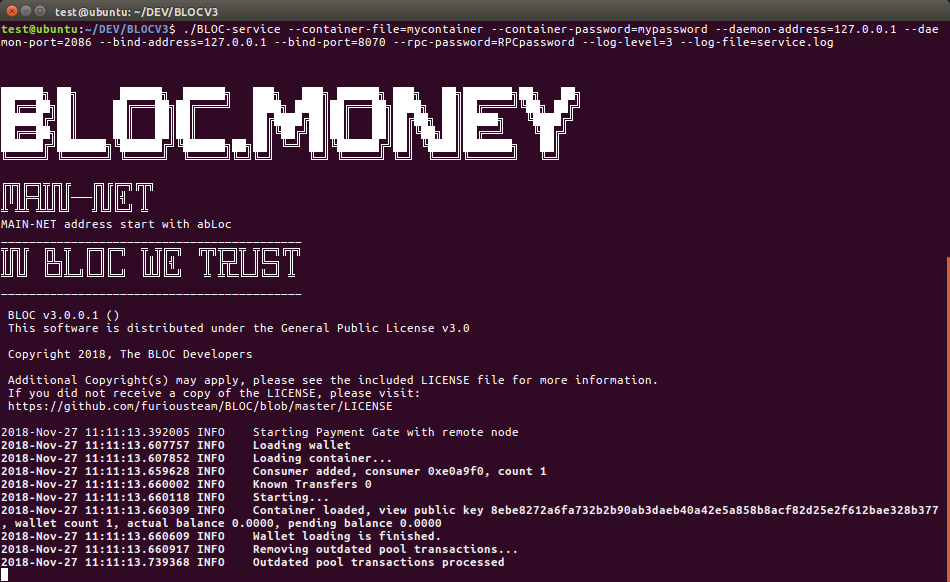 test@ubuntu: ~/DEV/BLOCV3
test@ubuntu:~/DEV/BLOCV3$ ./BLOC-service --container-file=mycontainer --container-password=mypassword --daemon-address=127.0.0.1 --dae
mon-port=2086 --bind-address=127.0.0.1 --bind-port=8070 --rpc-password=RPCpassword --log-level=3 --log-file=service.log
BLOC.MONEY
MAIN-NET
MAIN-NET address start with abLoc
IN BLOC WE TRUST
BLOC v3.0.0.1 ()
This software is distributed under the General Public License v3.0
Copyright 2018, The BLOC Developers
Additional Copyright(s) may apply, please see the included LICENSE file for more information.
If you did not receive a copy of the LICENSE, please visit:
https://github.com/furiousteam/BLOC/blob/master/LICENSE
2018-Nov-27 11:11:13.392005 INFO    Starting Payment Gate with remote node
2018-Nov-27 11:11:13.607757 INFO    Loading wallet
2018-Nov-27 11:11:13.607852 INFO    Loading container...
2018-Nov-27 11:11:13.659628 INFO    Consumer added, consumer 0xe0a9f0, count 1
2018-Nov-27 11:11:13.660002 INFO    Known Transfers 0
2018-Nov-27 11:11:13.660118 INFO    Starting...
2018-Nov-27 11:11:13.660309 INFO    Container loaded, view public key 8ebe8272a6fa732b2b90ab3daeb40a42e5a858b8acf82d25e2f612bae328b377
, wallet count 1, actual balance 0.0000, pending balance 0.0000
2018-Nov-27 11:11:13.660609 INFO    Wallet loading is finished.
2018-Nov-27 11:11:13.660917 INFO    Removing outdated pool transactions...
2018-Nov-27 11:11:13.739368 INFO    Outdated pool transactions processed